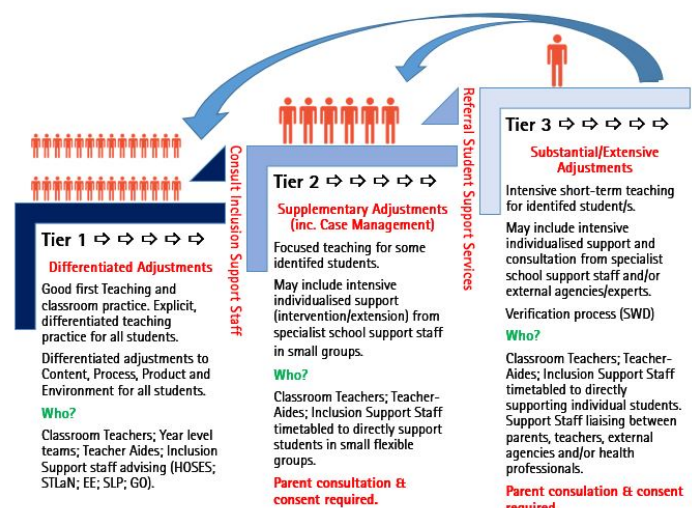 Tier 1 ⇨ ⇨ ⇨ ⇨ ⇨
Differentiated Adjustments
Good first Teaching and
classroom practice. Explicit,
differentiated teaching
practice for all students.
Differentiated adjustments to
Content, Process, Product and
Environment for all students.
Who?
Classroom Teachers; Year level
teams; Teacher Aides; Inclusion
Support staff advising (HOSES;
STLaN; EE; SLP; GO).
Consult Inclusion Support Staff
Tier 2 ⇨ ⇨ ⇨ ⇨ ⇨
Supplementary Adjustments
(inc. Case Management)
Focused teaching for some
identifed students.
May include intensive
individualised support
(intervention/extension) from
specialist school support staff
in small groups.
Who?
Classroom Teachers; Teacher-
Aides; Inclusion Support Staff
timetabled to directly support
students in small flexible
groups.
Parent consultation &
consent required.
Referral Student Support Services
Tier 3 ⇨ ⇨ ⇨ ⇨ ⇨
Substantial/Extensive
Adjustments
Intensive short-term teaching
for identifed student/s.
May include intensive
individualised support and
consultation from specialist
school support staff and/or
external agencies/experts.
Verification process (SWD)
Who?
Classroom Teachers; Teacher-
Aides; Inclusion Support Staff
timetabled to directly
supporting individual students.
Support Staff liaising between
parents, teachers, external
agencies and/or health
professionals.
Parent consulation & consent
required.